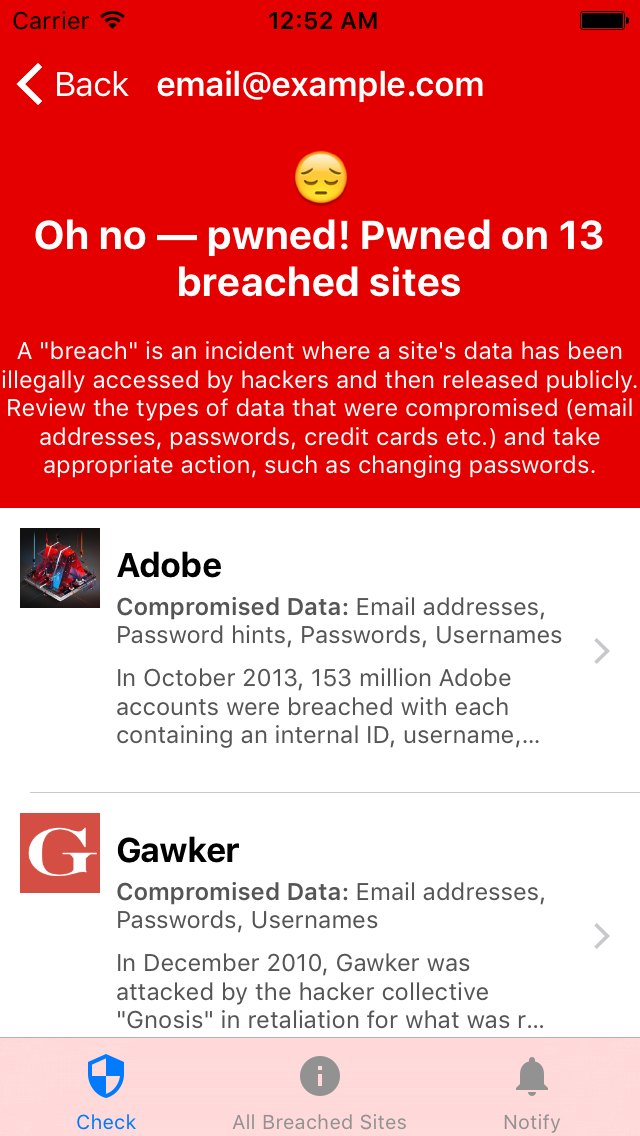 Carrier 12:52 AM
Back email@example.com
Oh no — pwned! Pwned on 13
breached sites
A "breach" is an incident where a site's data has been
illegally accessed by hackers and then released publicly.
Review the types of data that were compromised (email
addresses, passwords, credit cards etc.) and take
appropriate action, such as changing passwords.
Adobe
Compromised Data: Email addresses,
Password hints, Passwords, Usernames
In October 2013, 153 million Adobe
accounts were breached with each
containing an internal ID, username,...
G
Gawker
Compromised Data: Email addresses,
Passwords, Usernames
In December 2010, Gawker was
attacked by the hacker collective
"Gnosis" in retaliation for what was r...
Check All Breached Sites Notify